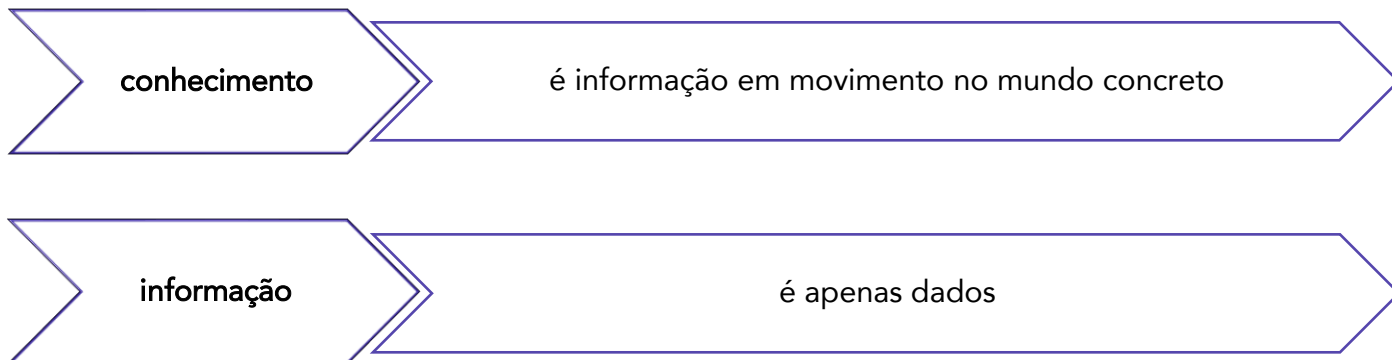 conhecimento
é informação em movimento no mundo concreto
informação
é apenas dados